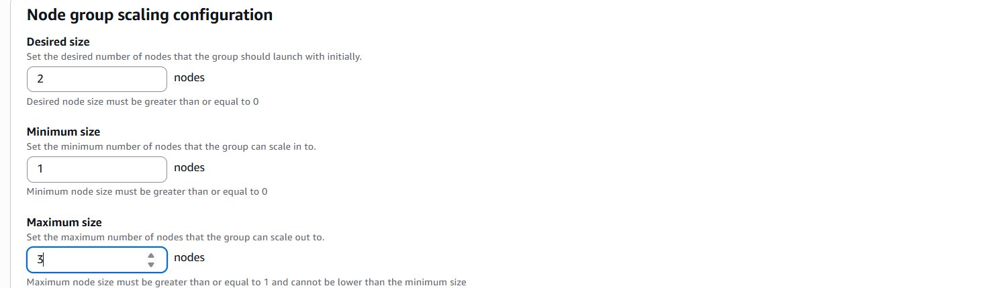 Node group scaling configuration
Desired size
Set the desired number of nodes that the group should launch with initially.
2 nodes
Desired node size must be greater than or equal to 0
Minimum size
Set the minimum number of nodes that the group can scale in to.
1 nodes
Minimum node size must be greater than or equal to 0
Maximum size
Set the maximum number of nodes that the group can scale out to.
3 nodes
Maximum node size must be greater than or equal to 1 and cannot be lower than the minimum size